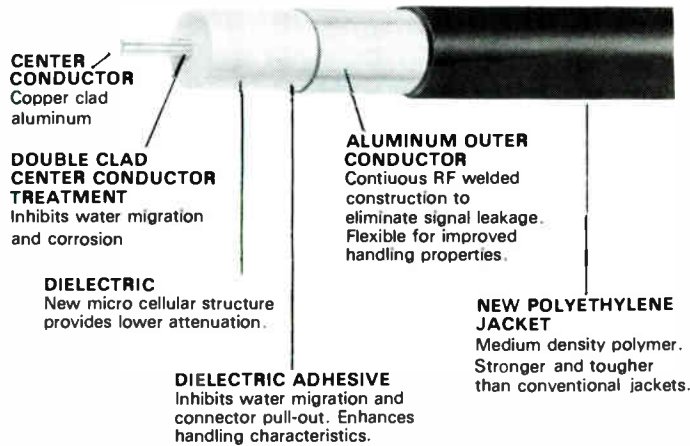 CENTER
CONDUCTOR
Copper clad
aluminum
DOUBLE CLAD
CENTER CONDUCTOR
TREATMENT
Inhibits water migration
and corrosion
DIELECTRIC
New micro cellular structure
provides lower attenuation.
DIELECTRIC ADHESIVE
Inhibits water migration and
connector pull-out. Enhances
handling characteristics.
ALUMINUM OUTER
CONDUCTOR
Contiuous RF welded
construction to
eliminate signal leakage.
Flexible for improved
handling properties.
NEW POLYETHYLENE
JACKET
Medium density polymer.
Stronger and tougher
than conventional jackets.